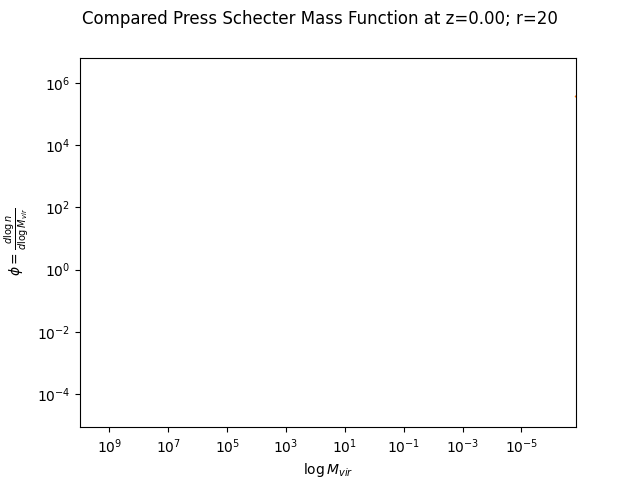 Compared Press Schecter Mass Function at z=0.00; r=20
10^6
10^4
10^2
10^0
10^-2
10^-4
ϕ = d log n / d log M_vir
10^9 10^7 10^5 10^3 10^1 10^-1 10^-3 10^-5
log M_vir